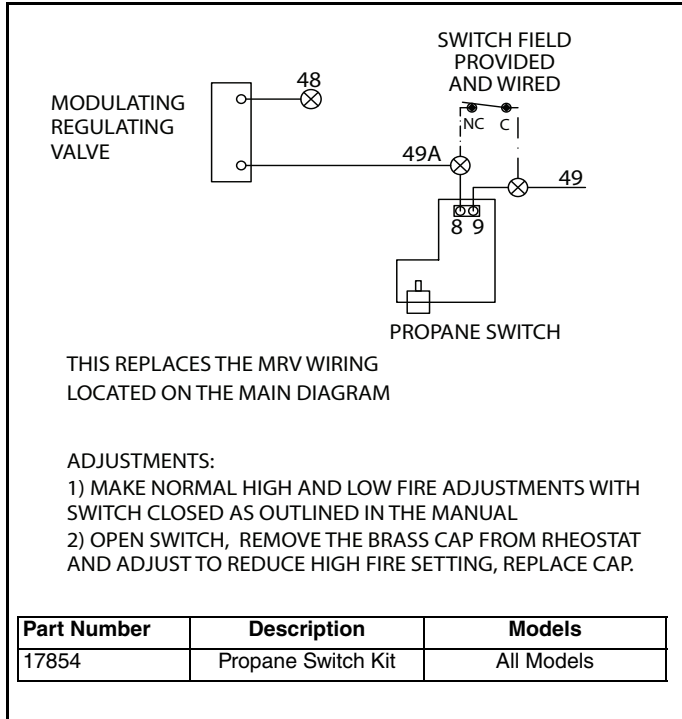 SWITCH FIELD
PROVIDED
AND WIRED
48
MODULATING
REGULATING
VALVE
NC C
49A
49
8 9
PROPANE SWITCH
THIS REPLACES THE MRV WIRING
LOCATED ON THE MAIN DIAGRAM
ADJUSTMENTS:
1) MAKE NORMAL HIGH AND LOW FIRE ADJUSTMENTS WITH
SWITCH CLOSED AS OUTLINED IN THE MANUAL
2) OPEN SWITCH, REMOVE THE BRASS CAP FROM RHEOSTAT
AND ADJUST TO REDUCE HIGH FIRE SETTING, REPLACE CAP.
Part Number Description Models
17854 Propane Switch Kit All Models